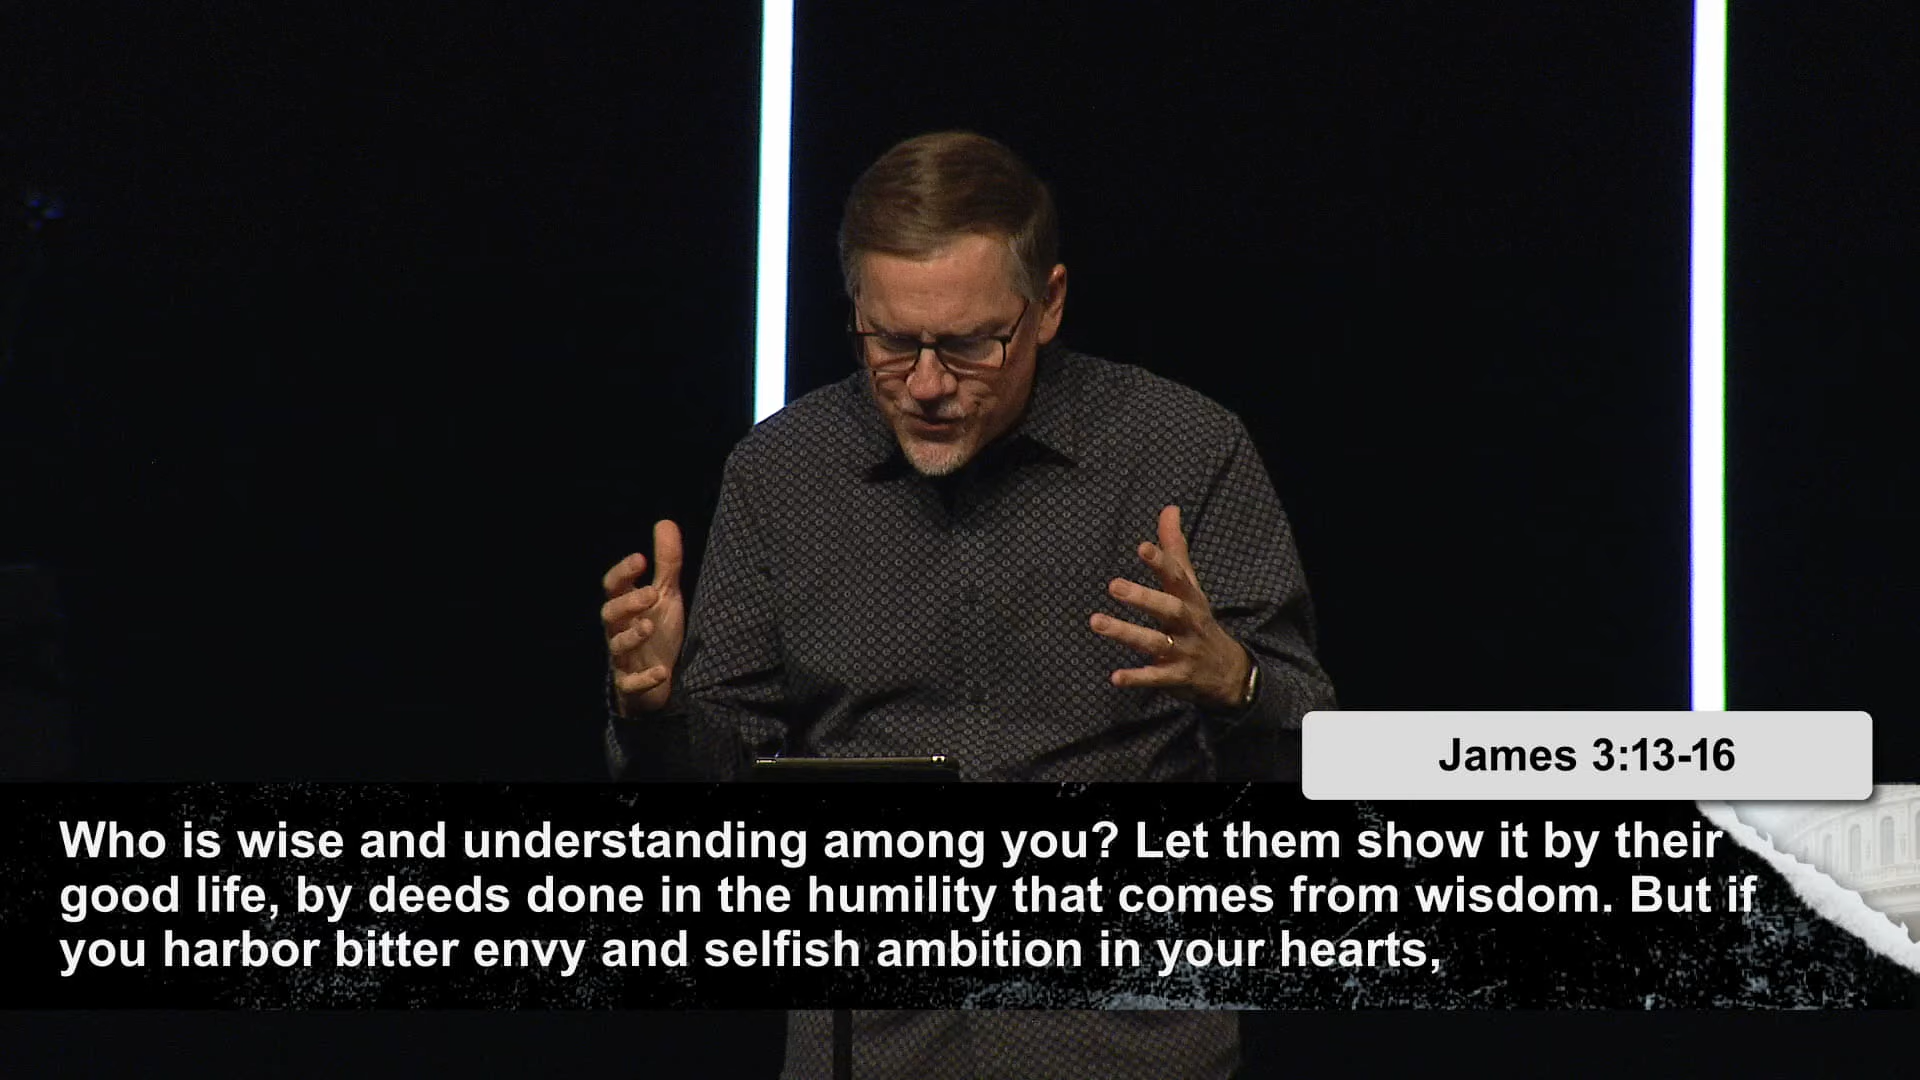 James 3:13-16
Who is wise and understanding among you? Let them show it by their
good life, by deeds done in the humility that comes from wisdom. But if
you harbor bitter envy and selfish ambition in your hearts,